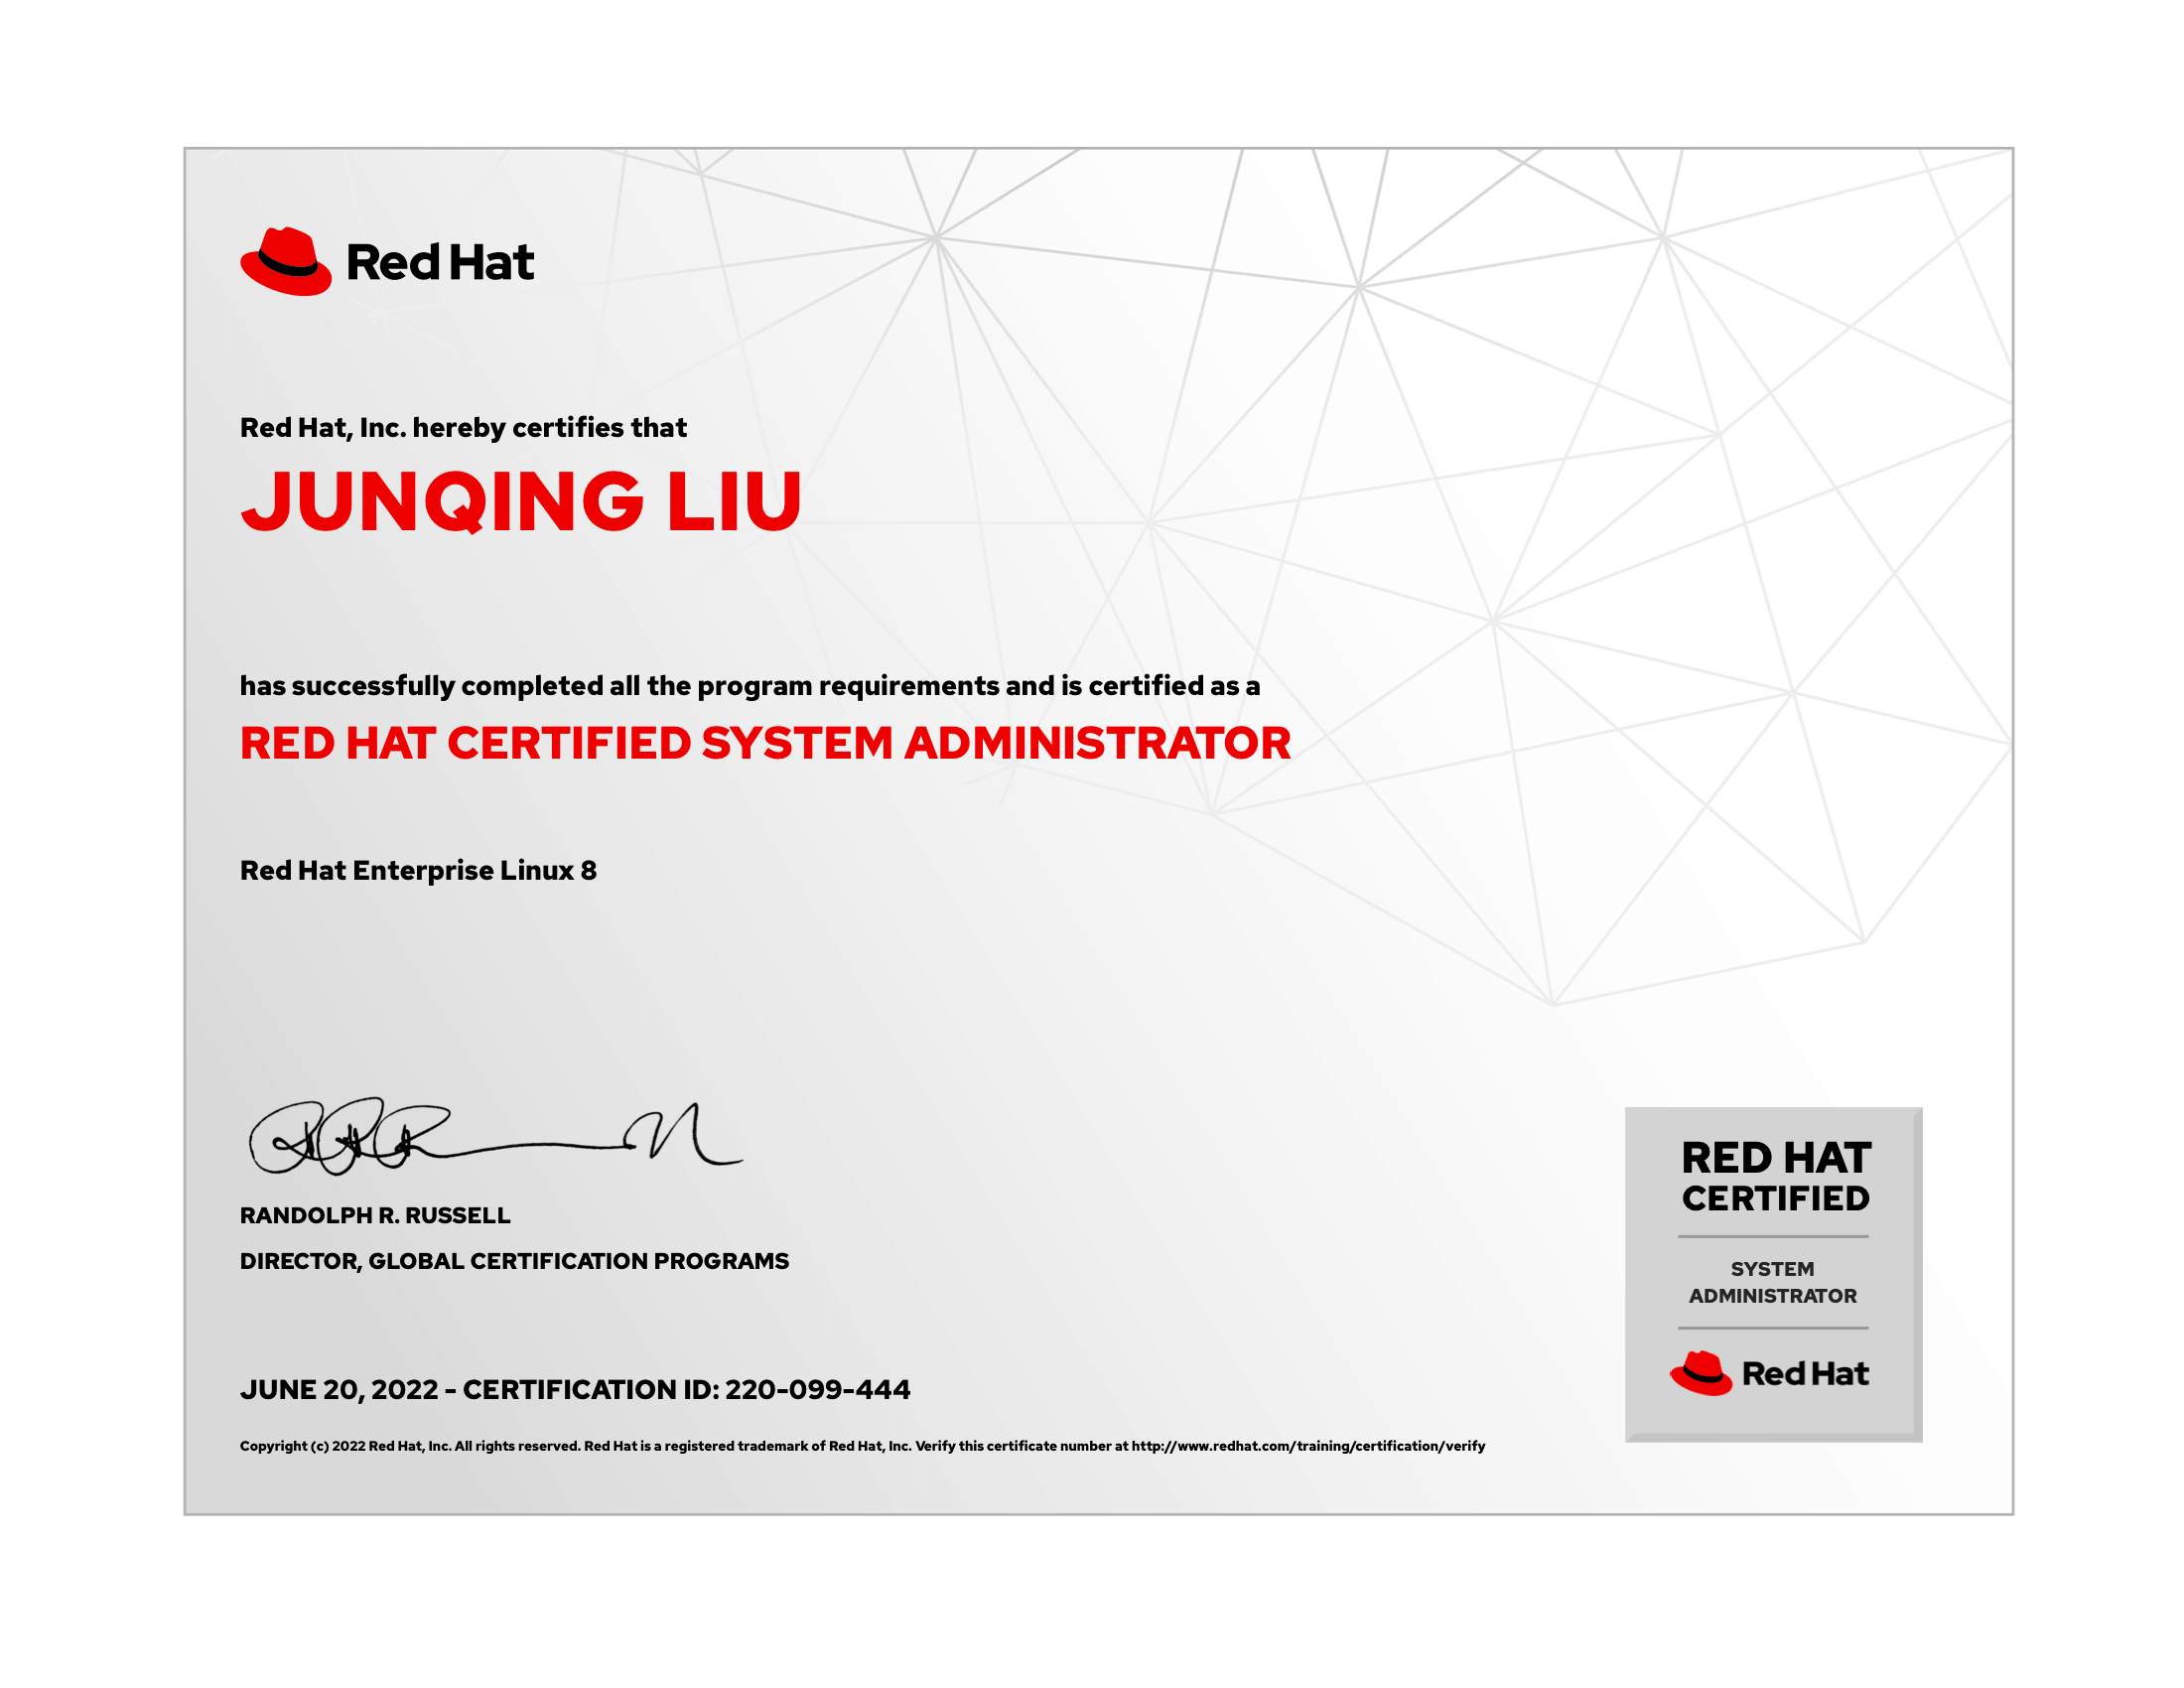 Red Hat
Red Hat, Inc. hereby certifies that
JUNQING LIU
has successfully completed all the program requirements and is certified as a
RED HAT CERTIFIED SYSTEM ADMINISTRATOR
Red Hat Enterprise Linux 8
RANDOLPH R. RUSSELL
DIRECTOR, GLOBAL CERTIFICATION PROGRAMS
JUNE 20, 2022 - CERTIFICATION ID: 220-099-444
Copyright (c) 2022 Red Hat, Inc. All rights reserved. Red Hat is a registered trademark of Red Hat, Inc. Verify this certificate number at http://www.redhat.com/training/certification/verify
RED HAT
CERTIFIED
SYSTEM
ADMINISTRATOR
Red Hat